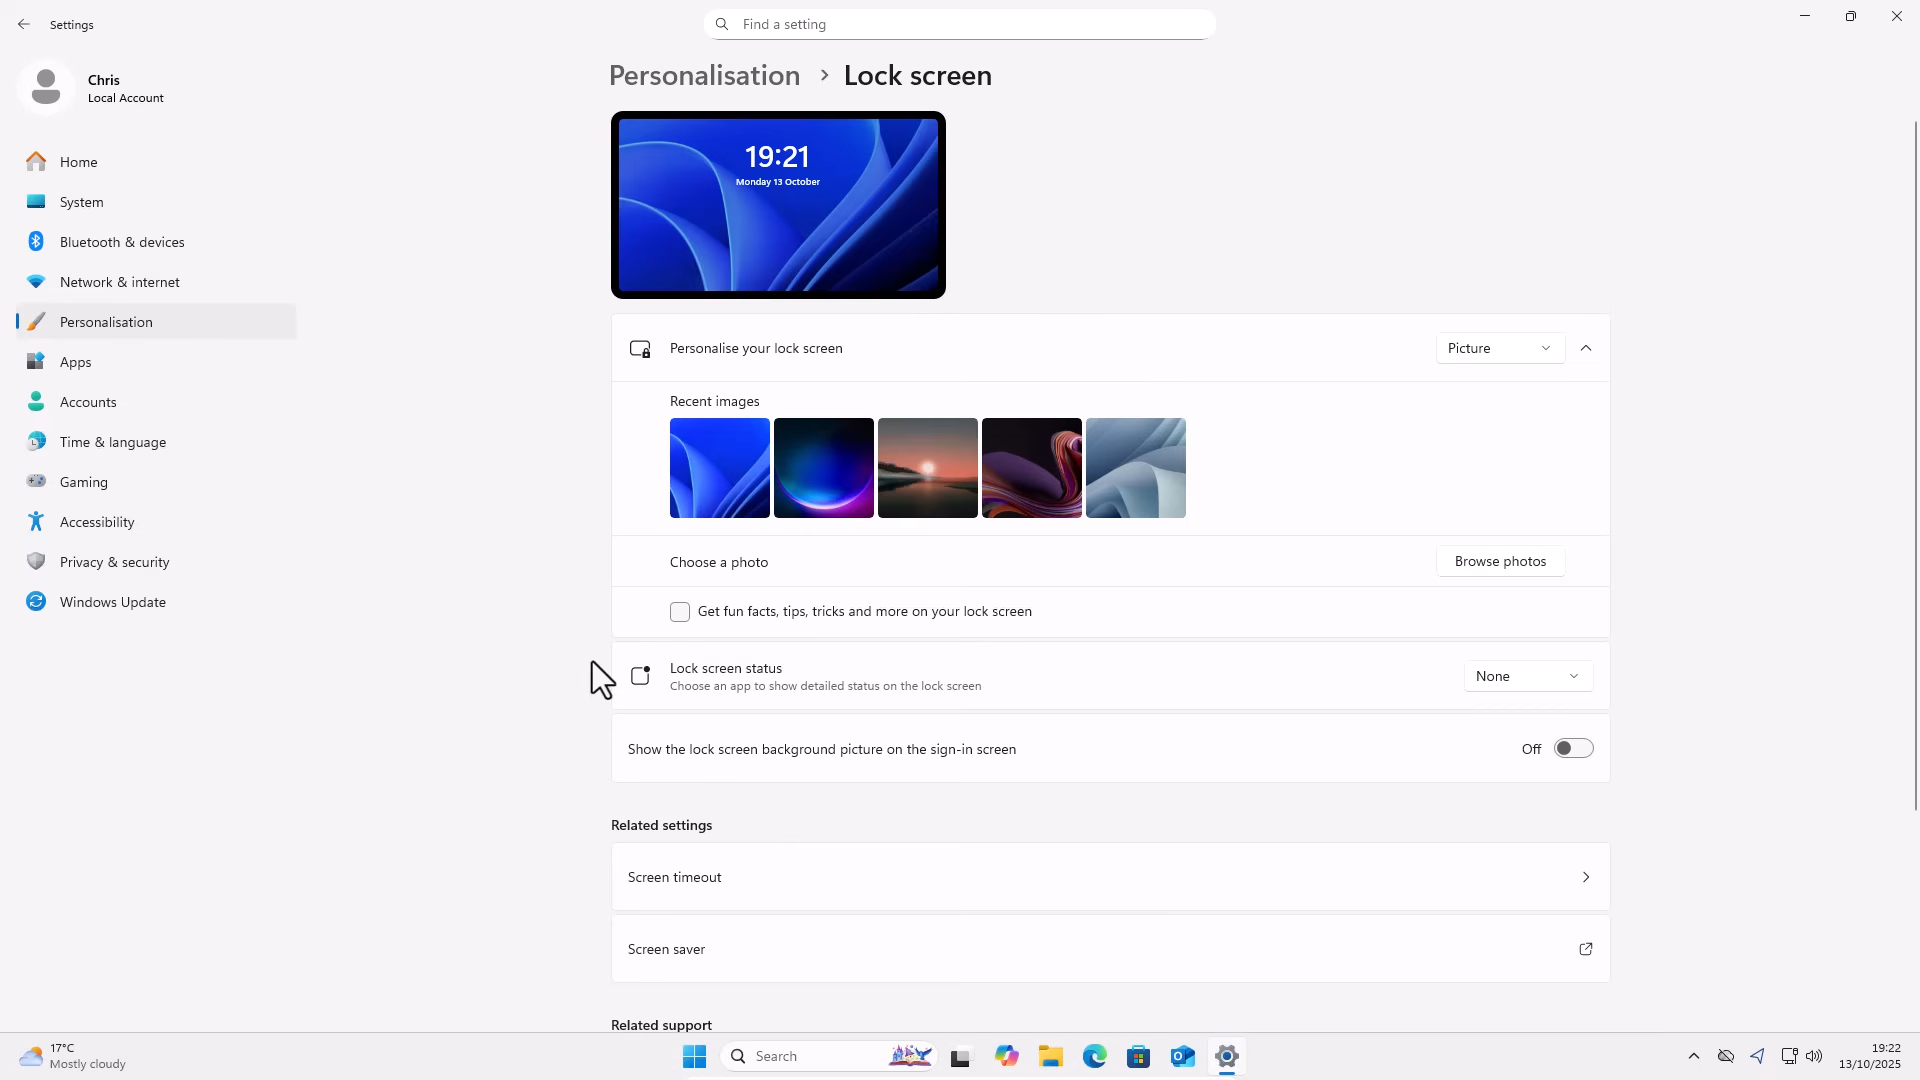 Settings
Find a setting
Chris
Local Account
Home
System
Bluetooth & devices
Network & internet
Personalisation
Apps
Accounts
Time & language
Gaming
Accessibility
Privacy & security
Windows Update
Personalisation > Lock screen
19:21
Monday 13 October
Personalise your lock screen
Picture
Recent images
Choose a photo
Browse photos
Get fun facts, tips, tricks and more on your lock screen
Lock screen status
Choose an app to show detailed status on the lock screen
None
Show the lock screen background picture on the sign-in screen
Off
Related settings
Screen timeout
Screen saver
Related support
17°C
Mostly cloudy
Search
19:22
13/10/2025